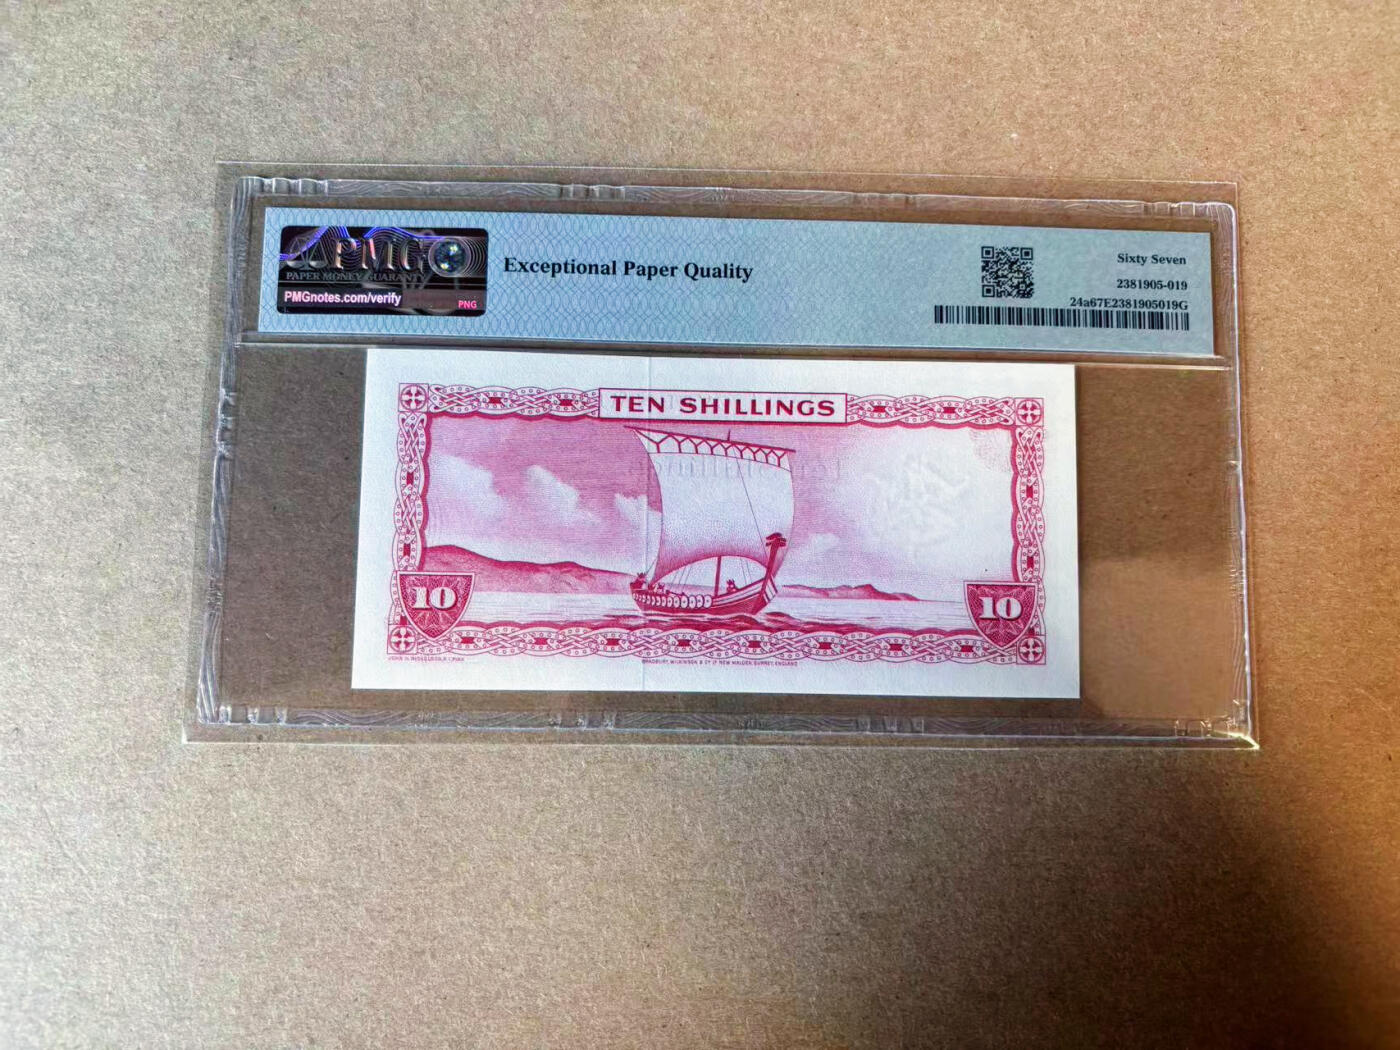 PMG
PAPER MONEY GUARANTY
PMGnotes.com/verify
PNG
Exceptional Paper Quality
Sixty Seven
2381905-019
24a67E2381905019G
TEN SHILLINGS
10
10
BRADBURY, WILKINSON & Cº Lº NEW MALDEN, SURREY, ENGLAND